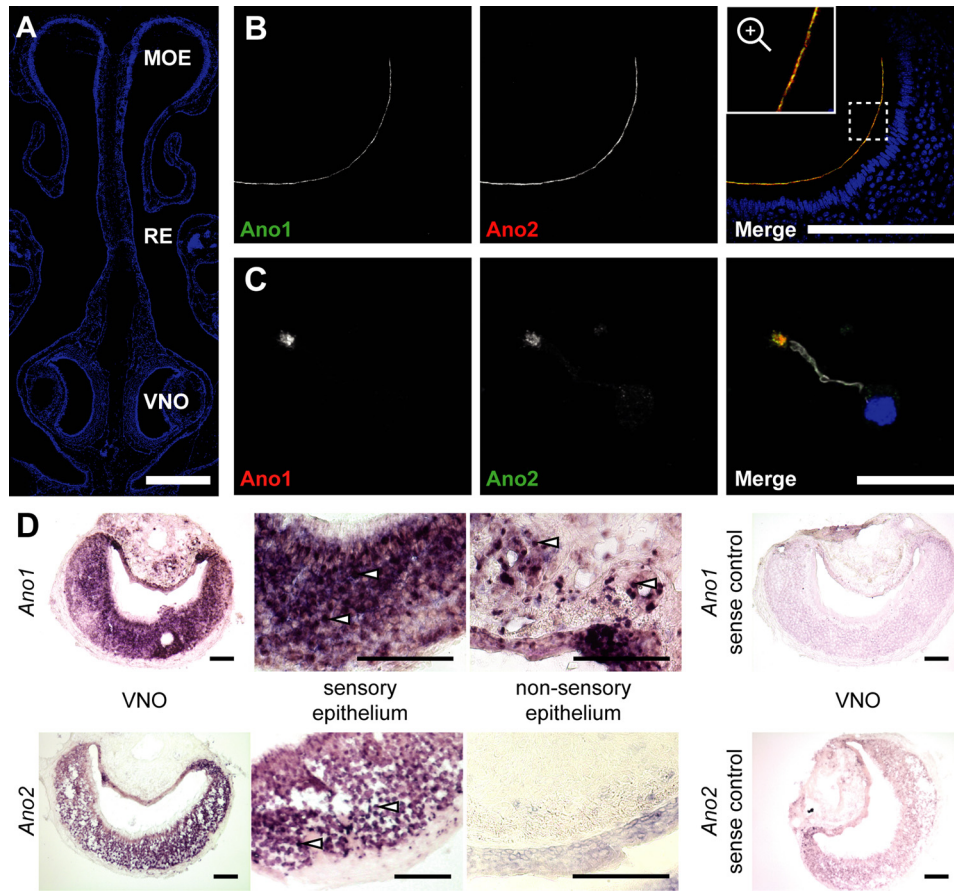 A
MOE
RE
VNO
B
Ano1
Ano2
Merge
C
Ano1
Ano2
Merge
D
Ano1
VNO
sensory
epithelium
non-sensory
epithelium
Ano1
sense control
VNO
Ano2
Ano2
sense control